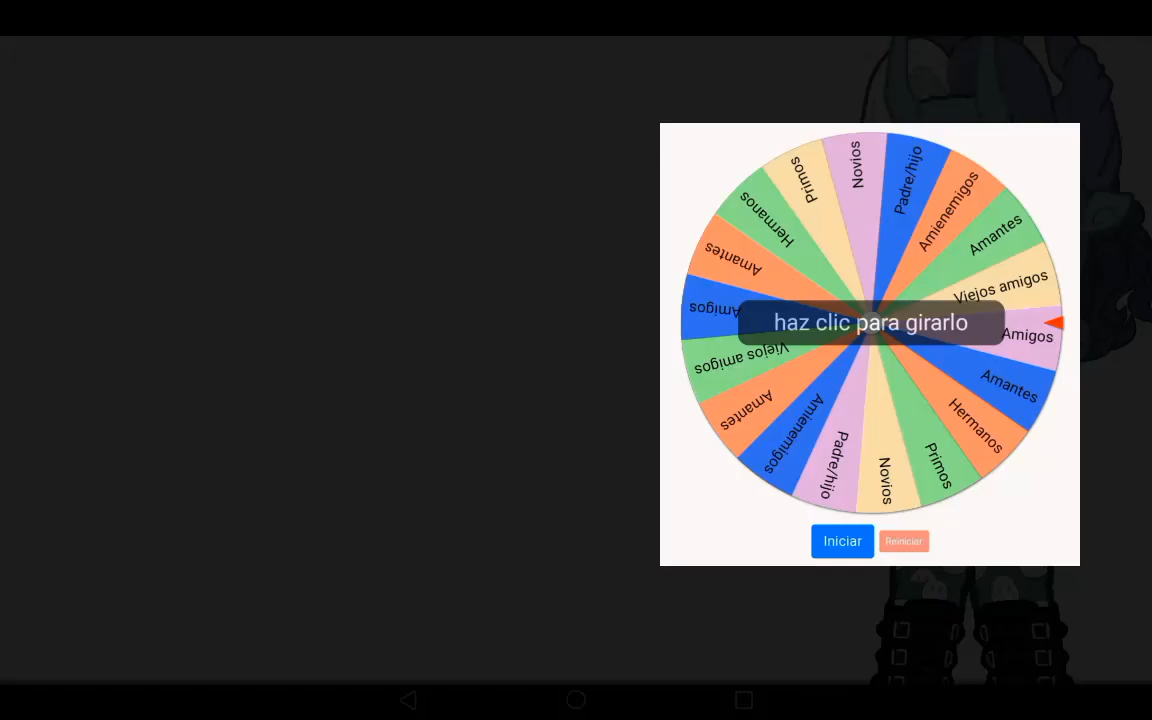 Novios
Padre/hijo
Amienemigos
Amantes
Viejos amigos
Amigos
Amantes
Hermanos
Primos
Novios
Padre/hijo
Amienemigos
Amantes
Viejos amigos
Amigos
Amantes
Hermanos
Primos
haz clic para girarlo
Iniciar
Reiniciar